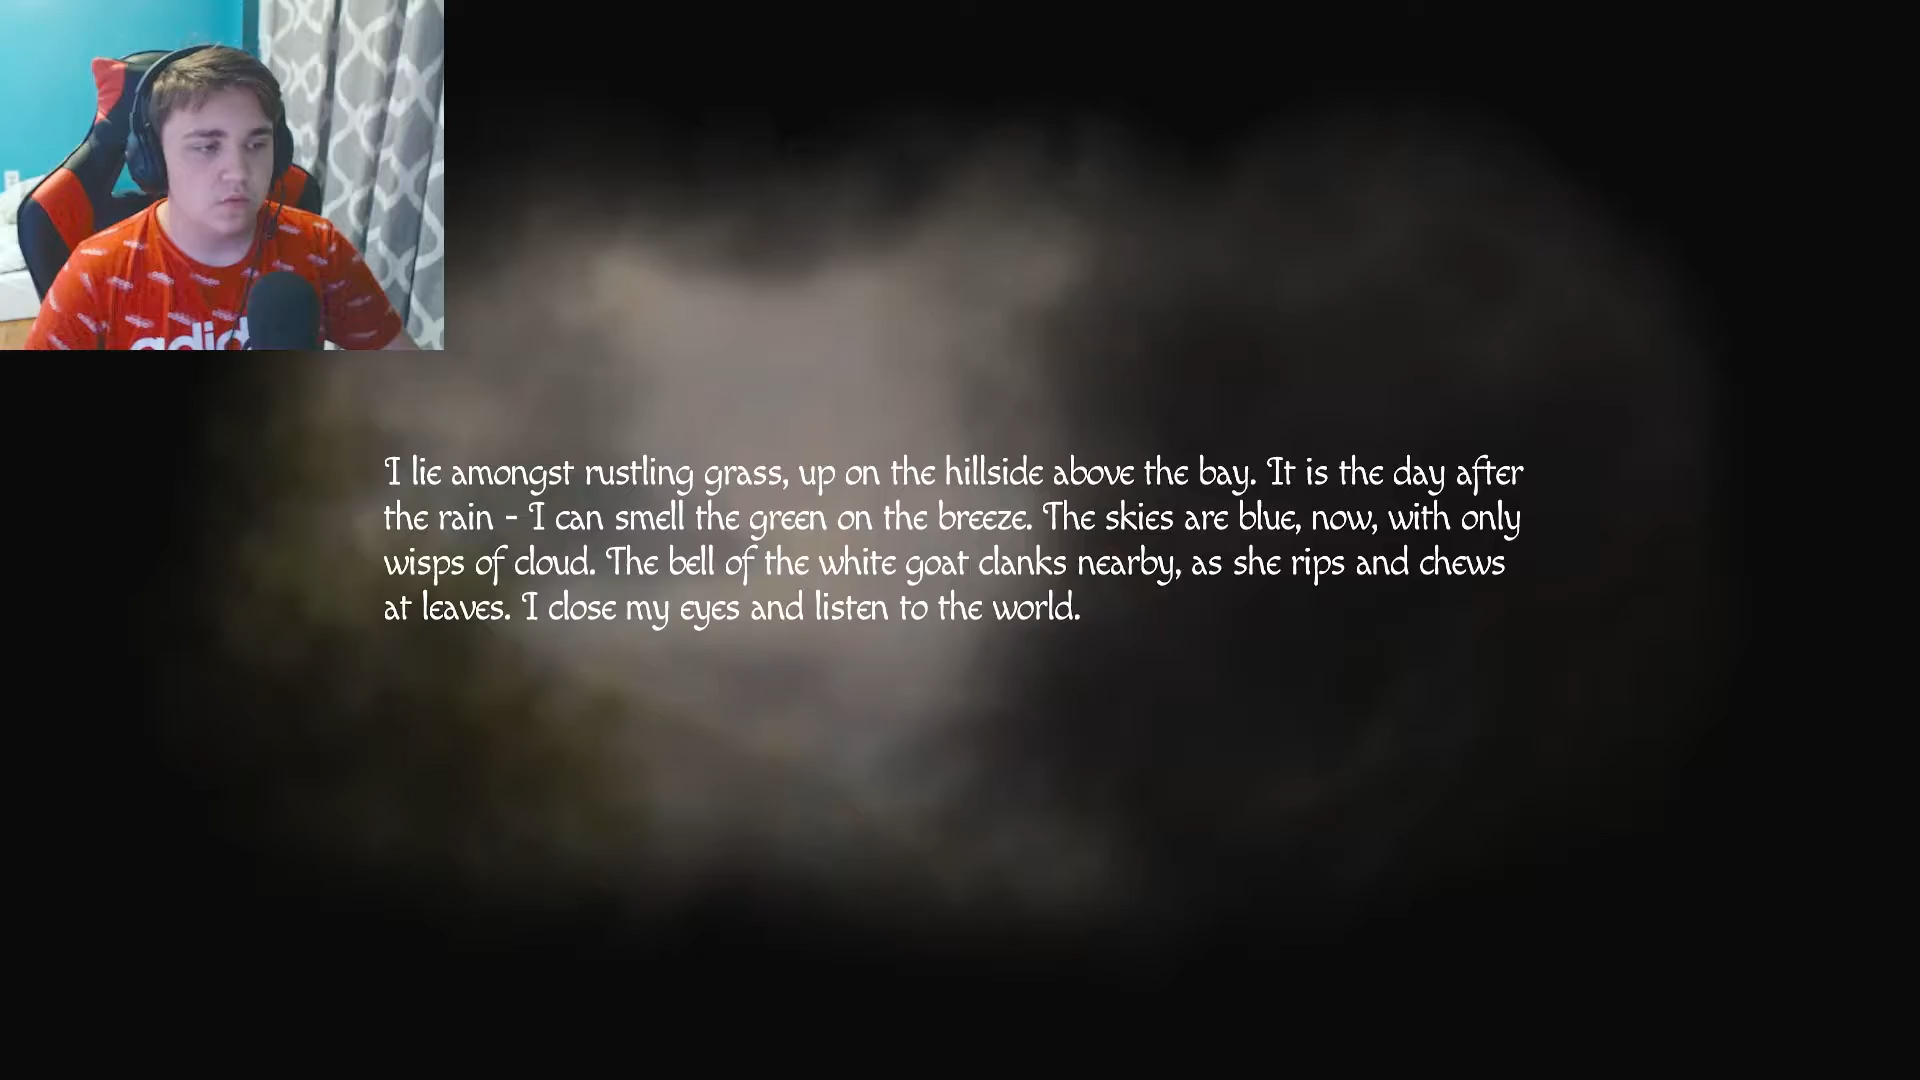 adid
I lie amongst rustling grass, up on the hillside above the bay. It is the day after
the rain - I can smell the green on the breeze. The skies are blue, now, with only
wisps of cloud. The bell of the white goat clanks nearby, as she rips and chews
at leaves. I close my eyes and listen to the world.